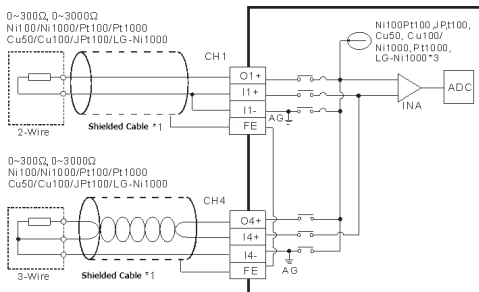 0~300Ω, 0~3000Ω
Ni100/Ni1000/Pt100/Pt1000
Cu50/Cu100/JPt100/LG-Ni1000
CH1
O1+
I1+
I1-
FE
AG
2-Wire
Shielded Cable *1
Ni100Pt100,JPt100,
Cu50, Cu100/
Ni1000,Pt1000,
LG-Ni1000*3
INA
ADC
0~300Ω, 0~3000Ω
Ni100/Ni1000/Pt100/Pt1000
Cu50/Cu100/JPt100/LG-Ni1000
CH4
O4+
I4+
I4-
FE
AG
3-Wire
Shielded Cable *1